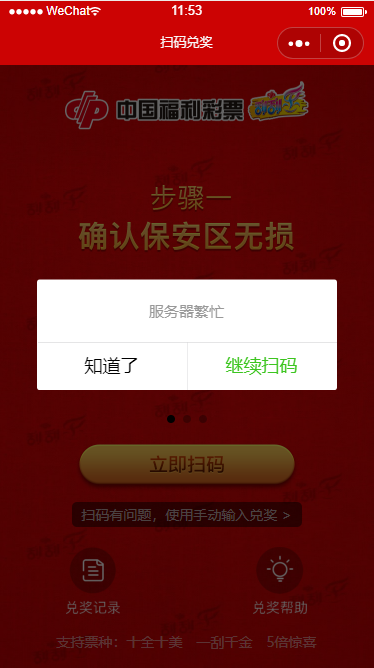 ●●●●● WeChat 11:53 100%
扫码兑奖
中国福利彩票 刮刮乐
步骤一
确认保安区无损
服务器繁忙
知道了 继续扫码
立即扫码
扫码有问题，使用手动输入兑奖 >
兑奖记录 兑奖帮助
支持票种：十全十美 一刮千金 5倍惊喜